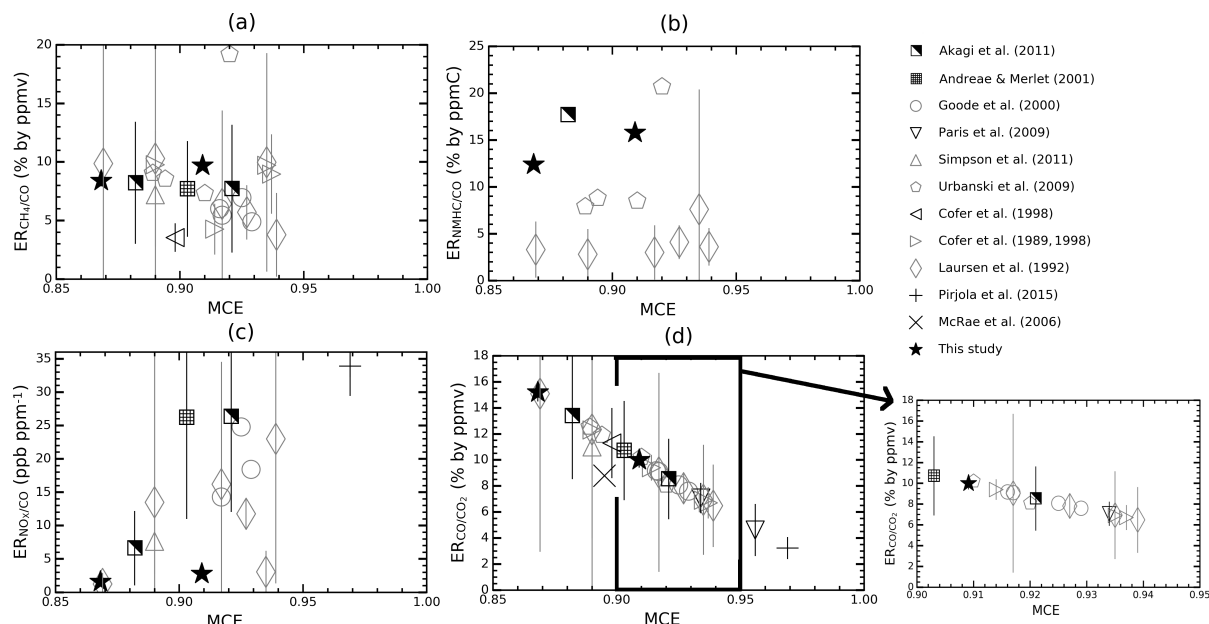 (a)
20
15
10
5
0
ER_CH₄/CO (% by ppmv)
0.85
0.90
0.95
1.00
MCE
(b)
25
20
15
10
5
0
ER_NMHC/CO (% by ppmC)
0.85
0.90
0.95
1.00
MCE
Akagi et al. (2011)
Andreae & Merlet (2001)
Goode et al. (2000)
Paris et al. (2009)
Simpson et al. (2011)
Urbanski et al. (2009)
Cofer et al. (1998)
Cofer et al. (1989, 1998)
Laursen et al. (1992)
Pirjola et al. (2015)
McRae et al. (2006)
This study
(c)
35
30
25
20
15
10
5
0
ER_NOₓ/CO (ppb ppm⁻¹)
0.85
0.90
0.95
1.00
MCE
(d)
18
16
14
12
10
8
6
4
2
0
ER_CO/CO₂ (% by ppmv)
0.85
0.90
0.95
1.00
MCE
18
16
14
12
10
8
6
4
2
0
ER_CO/CO₂ (% by ppmv)
0.90
0.91
0.92
0.93
0.94
0.95
MCE